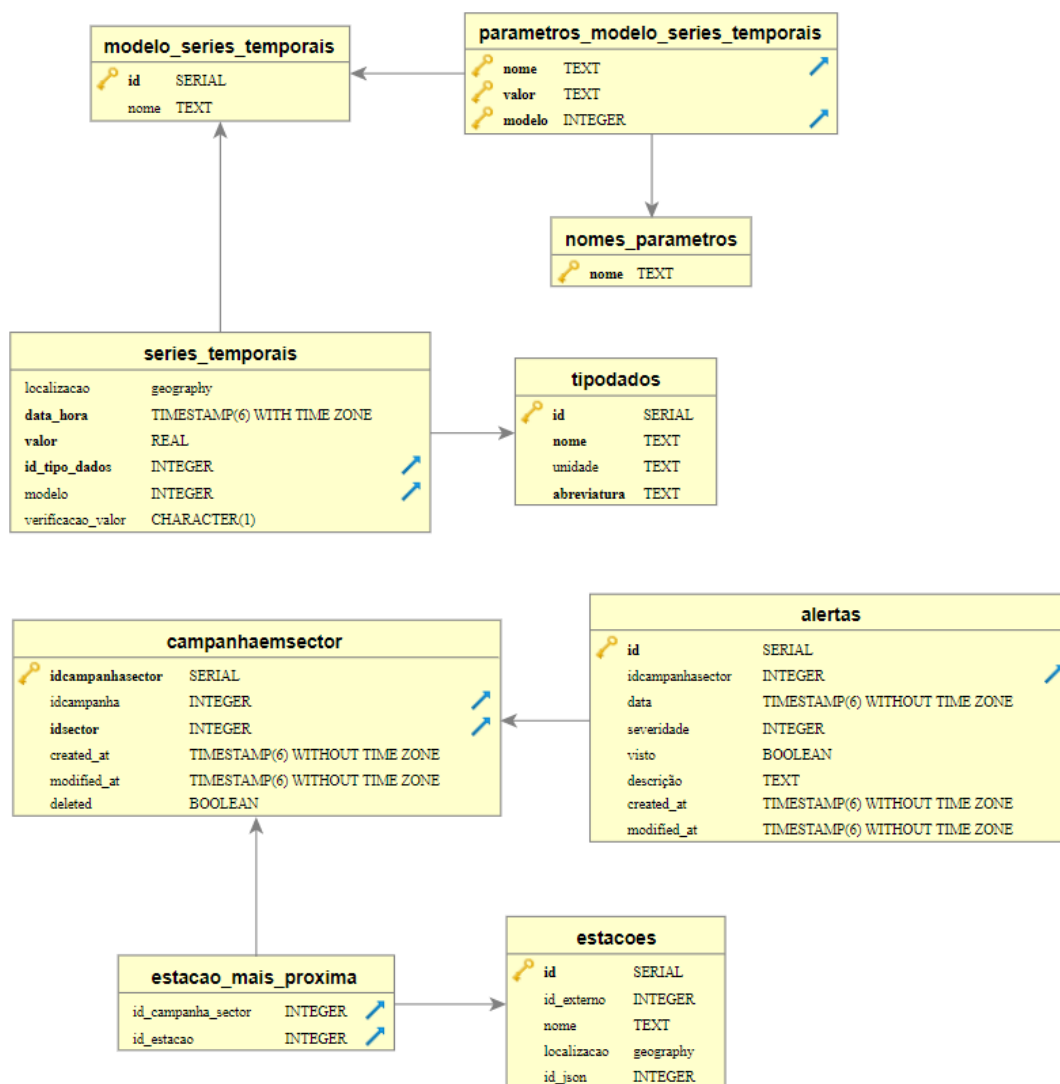 modelo_series_temporais
id SERIAL
nome TEXT
parametros_modelo_series_temporais
nome TEXT
valor TEXT
modelo INTEGER
nomes_parametros
nome TEXT
series_temporais
localizacao geography
data_hora TIMESTAMP(6) WITH TIME ZONE
valor REAL
id_tipo_dados INTEGER
modelo INTEGER
verificacao_valor CHARACTER(1)
tipodados
id SERIAL
nome TEXT
unidade TEXT
abreviatura TEXT
campanhaemsector
idcampanhasector SERIAL
idcampanha INTEGER
idsector INTEGER
created_at TIMESTAMP(6) WITHOUT TIME ZONE
modified_at TIMESTAMP(6) WITHOUT TIME ZONE
deleted BOOLEAN
alertas
id SERIAL
idcampanhasector INTEGER
data TIMESTAMP(6) WITHOUT TIME ZONE
severidade INTEGER
visto BOOLEAN
descrição TEXT
created_at TIMESTAMP(6) WITHOUT TIME ZONE
modified_at TIMESTAMP(6) WITHOUT TIME ZONE
estacao_mais_proxima
id_campanha_sector INTEGER
id_estacao INTEGER
estacoes
id SERIAL
id_externo INTEGER
nome TEXT
localizacao geography
id_json INTEGER